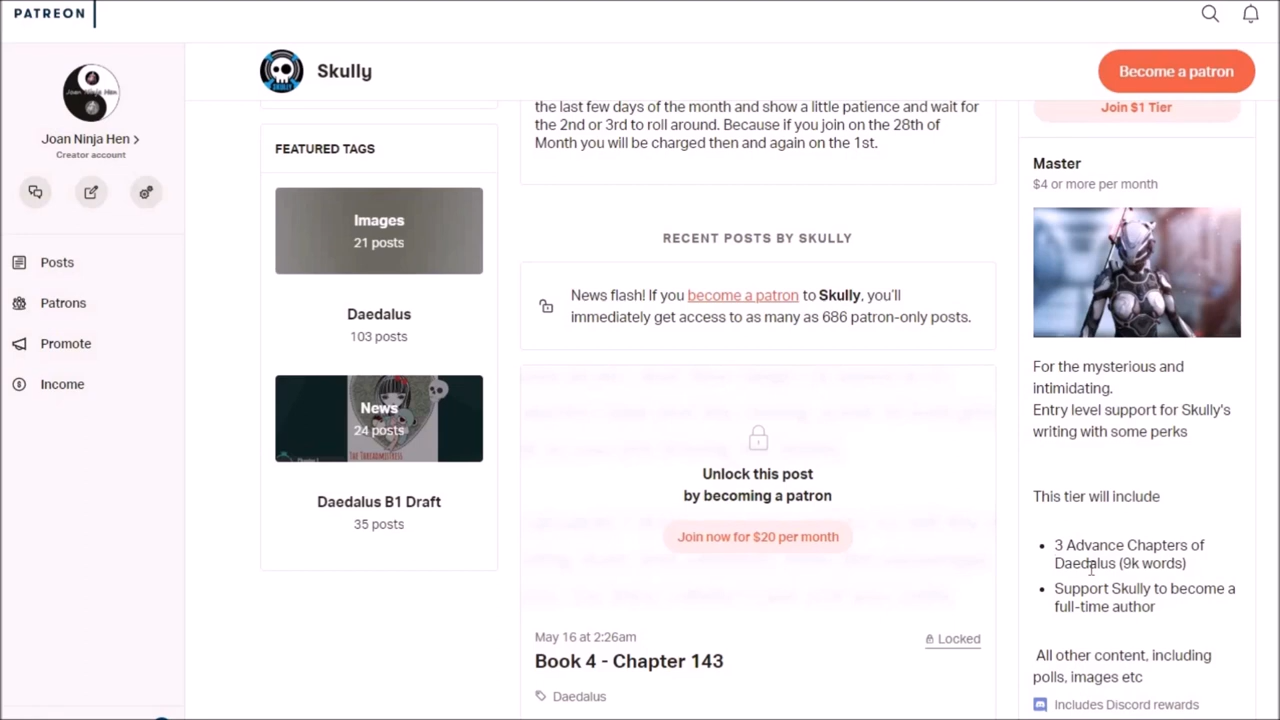 PATREON
Joan Ninja Hen
Joan Ninja Hen >
Creator account
Posts
Patrons
Promote
Income
SKULLY
Skully
Become a patron
FEATURED TAGS
Images
21 posts
Daedalus
103 posts
News
24 posts
THE THREADMISTRESS
Daedalus B1 Draft
35 posts
the last few days of the month and show a little patience and wait for
the 2nd or 3rd to roll around. Because if you join on the 28th of
Month you will be charged then and again on the 1st.
RECENT POSTS BY SKULLY
News flash! If you become a patron to Skully, you'll
immediately get access to as many as 686 patron-only posts.
Unlock this post
by becoming a patron
Join now for $20 per month
May 16 at 2:26am
Locked
Book 4 - Chapter 143
Daedalus
Join $1 Tier
Master
$4 or more per month
For the mysterious and
intimidating.
Entry level support for Skully's
writing with some perks
This tier will include
• 3 Advance Chapters of
Daedalus (9k words)
• Support Skully to become a
full-time author
All other content, including
polls, images etc
Includes Discord rewards